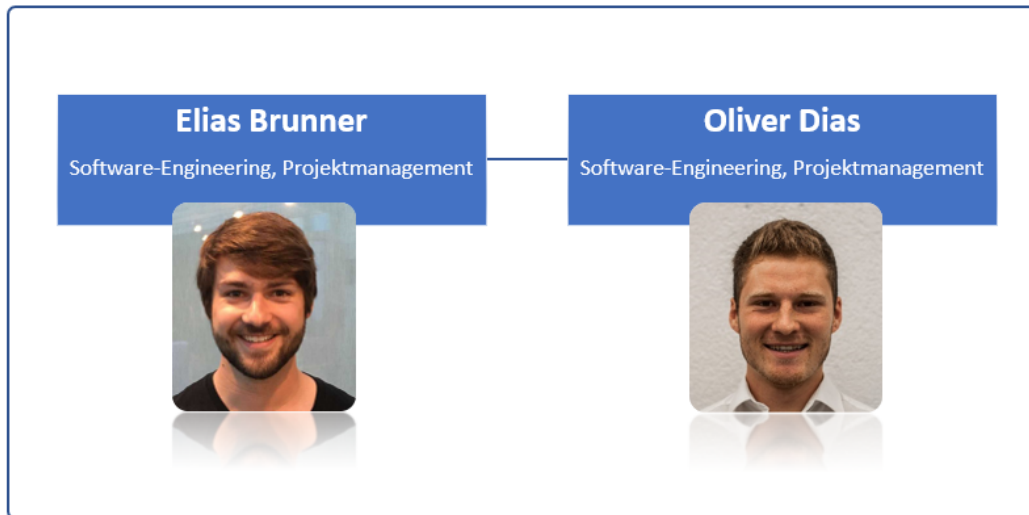 Elias Brunner
Software-Engineering, Projektmanagement
Oliver Dias
Software-Engineering, Projektmanagement